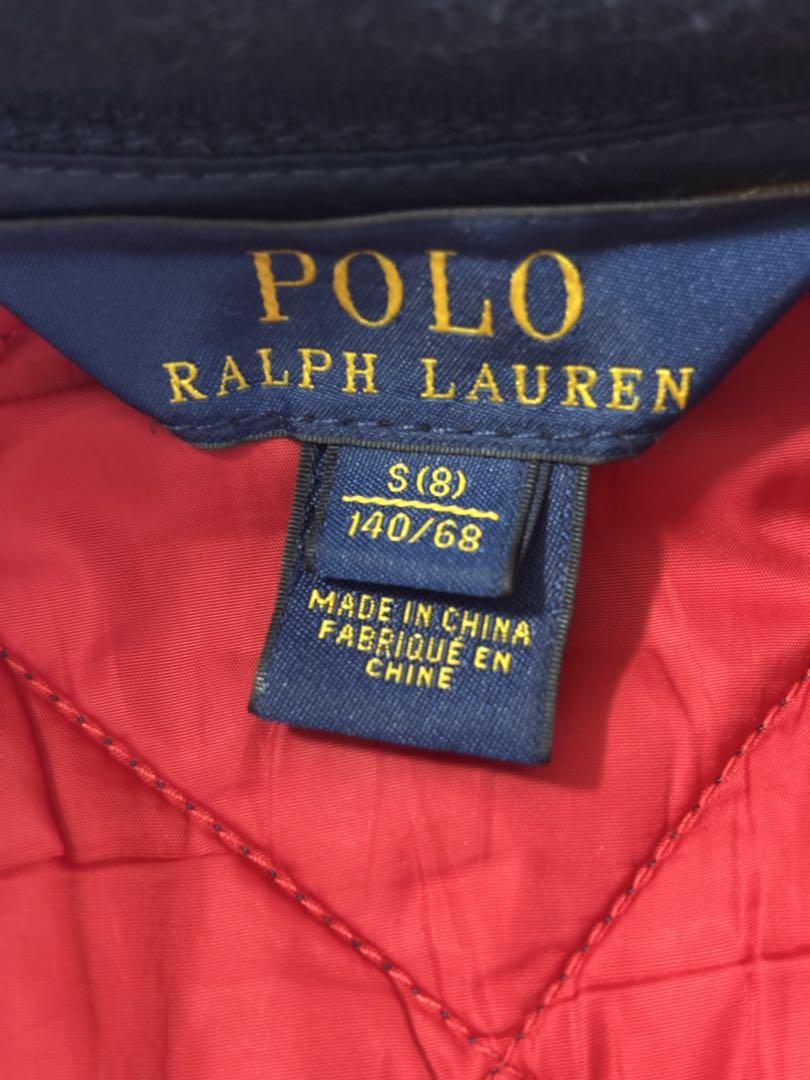 POLO
RALPH LAUREN
S(8)
140/68
MADE IN CHINA
FABRIQUÉ EN
CHINE